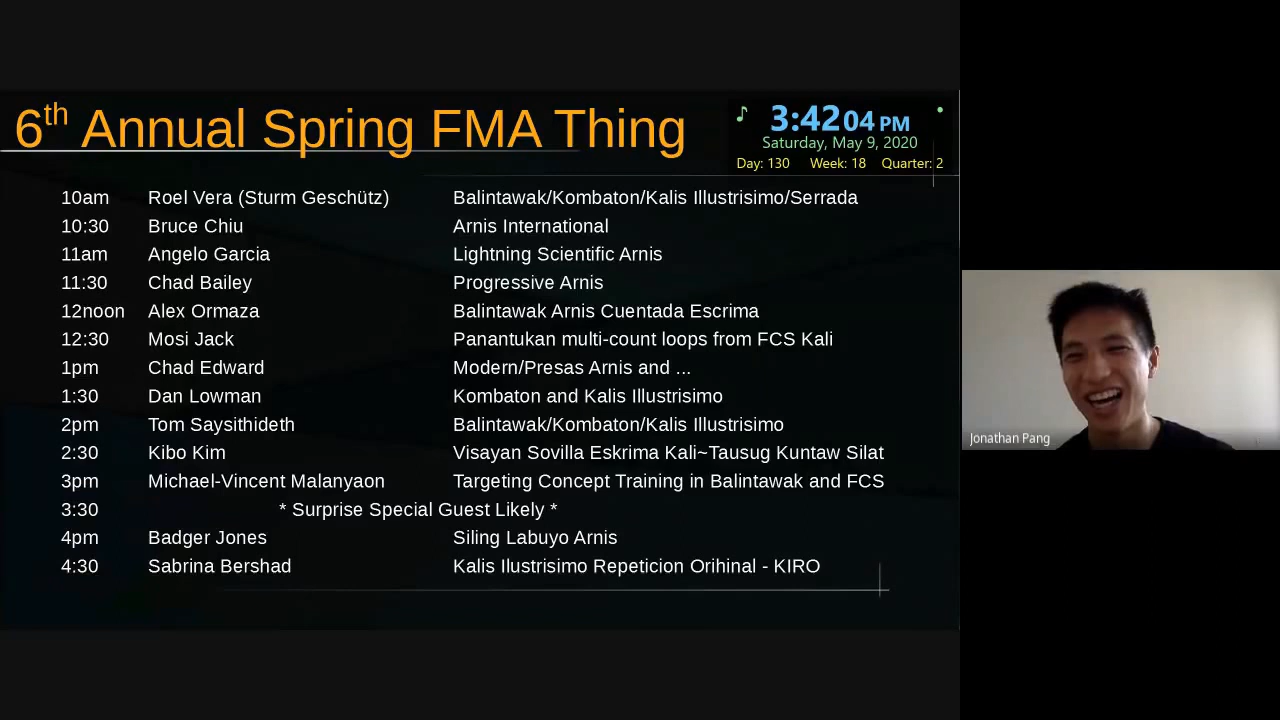 6th Annual Spring FMA Thing
3:42 04 PM
Saturday, May 9, 2020
Day: 130 Week: 18 Quarter: 2
10am Roel Vera (Sturm Geschütz) Balintawak/Kombaton/Kalis Illustrisimo/Serrada
10:30 Bruce Chiu Arnis International
11am Angelo Garcia Lightning Scientific Arnis
11:30 Chad Bailey Progressive Arnis
12noon Alex Ormaza Balintawak Arnis Cuentada Escrima
12:30 Mosi Jack Panantukan multi-count loops from FCS Kali
1pm Chad Edward Modern/Presas Arnis and ...
1:30 Dan Lowman Kombaton and Kalis Illustrisimo
2pm Tom Saysithideth Balintawak/Kombaton/Kalis Illustrisimo
2:30 Kibo Kim Visayan Sovilla Eskrima Kali~Tausug Kuntaw Silat
3pm Michael-Vincent Malanyaon Targeting Concept Training in Balintawak and FCS
3:30 * Surprise Special Guest Likely *
4pm Badger Jones Siling Labuyo Arnis
4:30 Sabrina Bershad Kalis Ilustrisimo Repeticion Orihinal - KIRO
Jonathan Pang